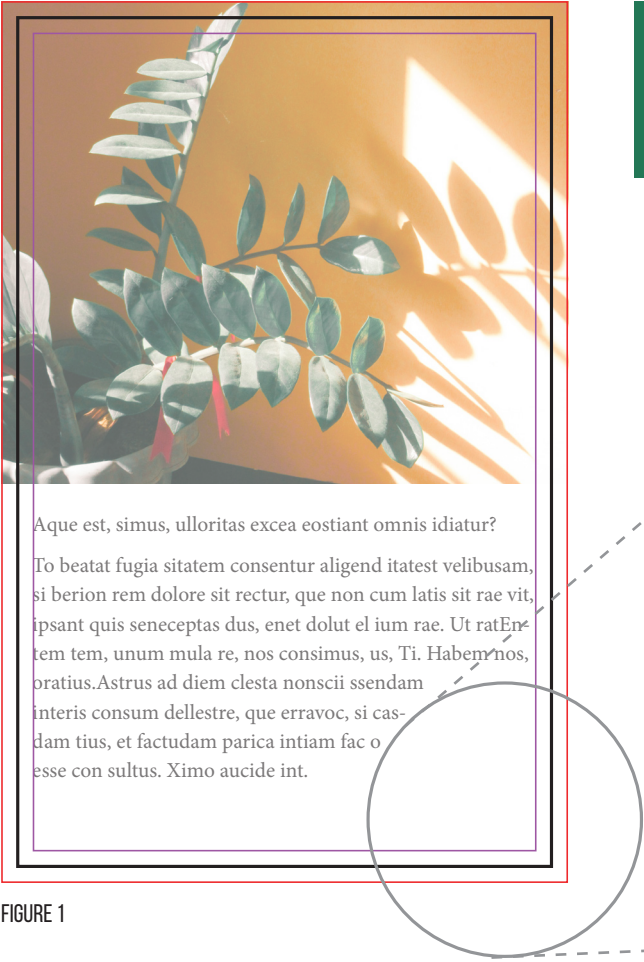 Aque est, simus, ulloritas excea eostiant omnis idiatur?
To beatat fugia sitatem consentur aligend itatest velibusam,
si berion rem dolore sit rectur, que non cum latis sit rae vit,
ipsant quis seneceptas dus, enet dolut el ium rae. Ut ratEn-
tem tem, unum mula re, nos consimus, us, Ti. Habem nos,
oratius.Astrus ad diem clesta nonscii ssendam
interis consum dellestre, que erravoc, si cas-
dam tius, et factudam parica intiam fac o
esse con sultus. Ximo aucide int.
FIGURE 1